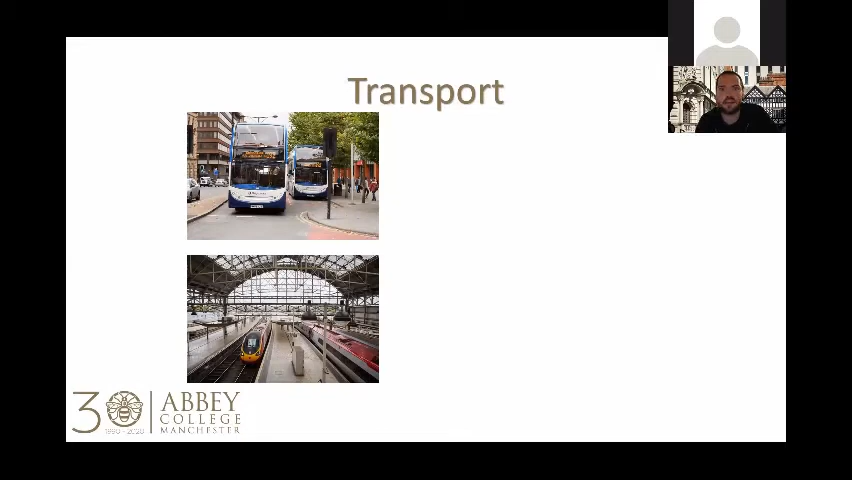 Transport
30
1990 - 2020
ABBEY
COLLEGE
MANCHESTER